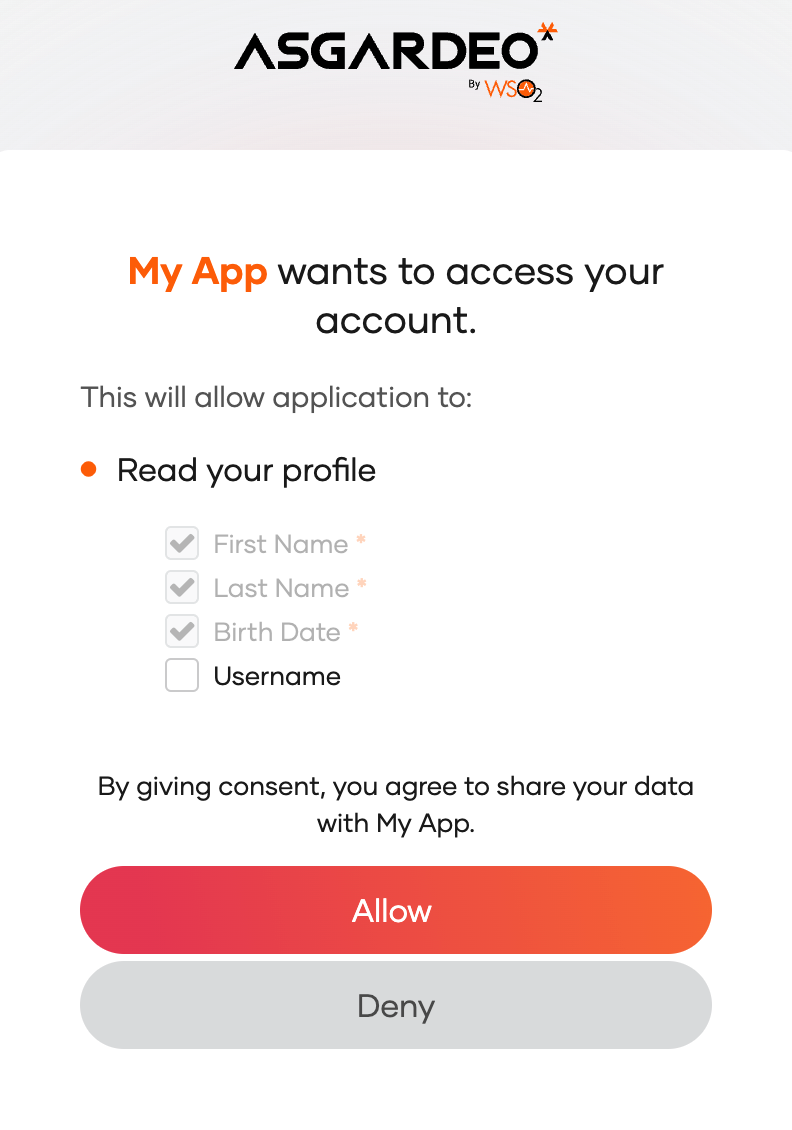 ASGARDEO
By WSO2
My App wants to access your
account.
This will allow application to:
Read your profile
First Name *
Last Name *
Birth Date *
Username
By giving consent, you agree to share your data
with My App.
Allow
Deny